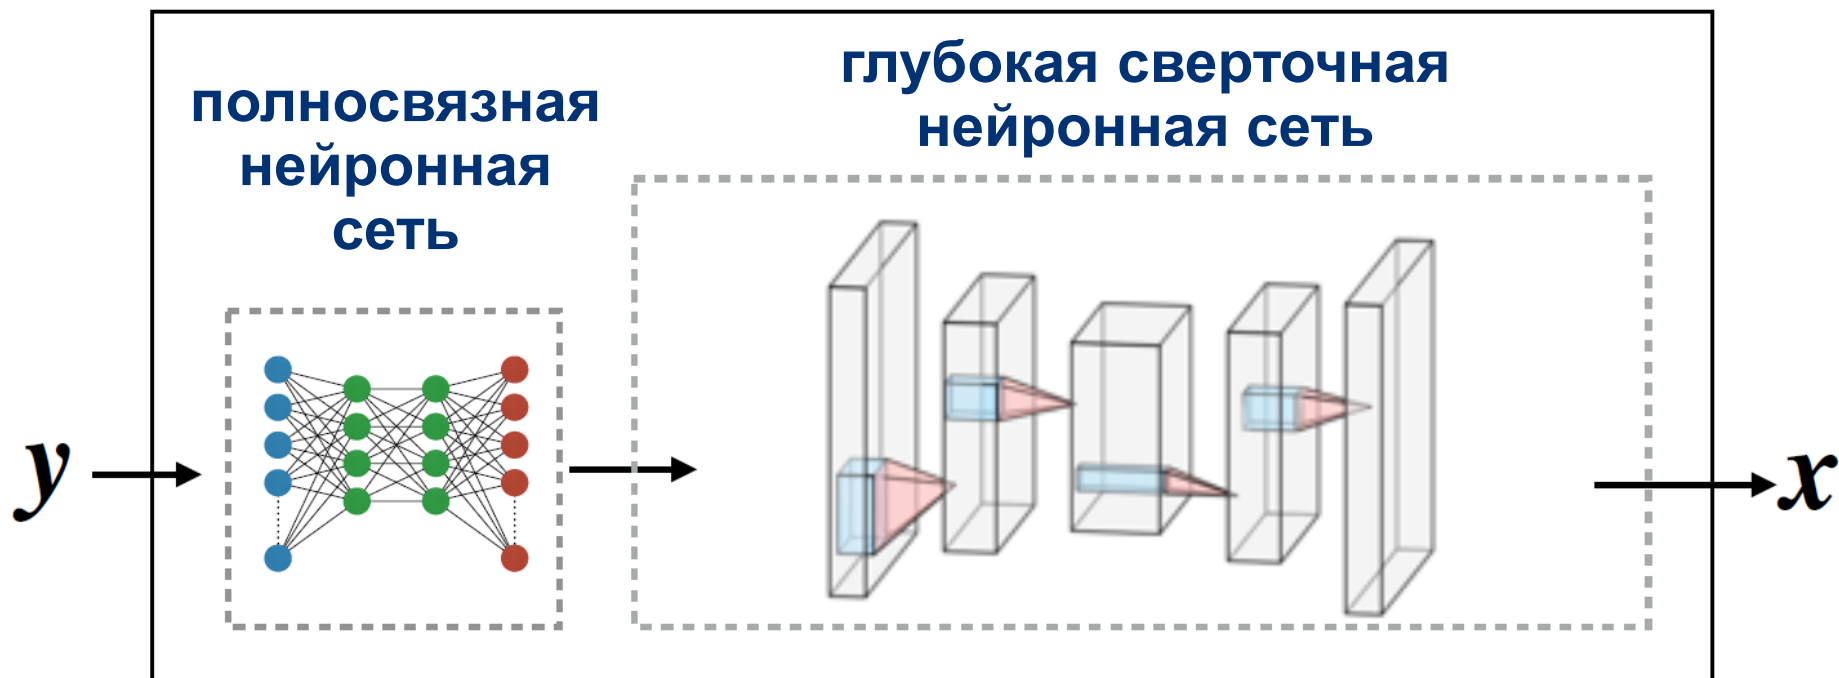 полносвязная
нейронная
сеть
глубокая сверточная
нейронная сеть
y
x